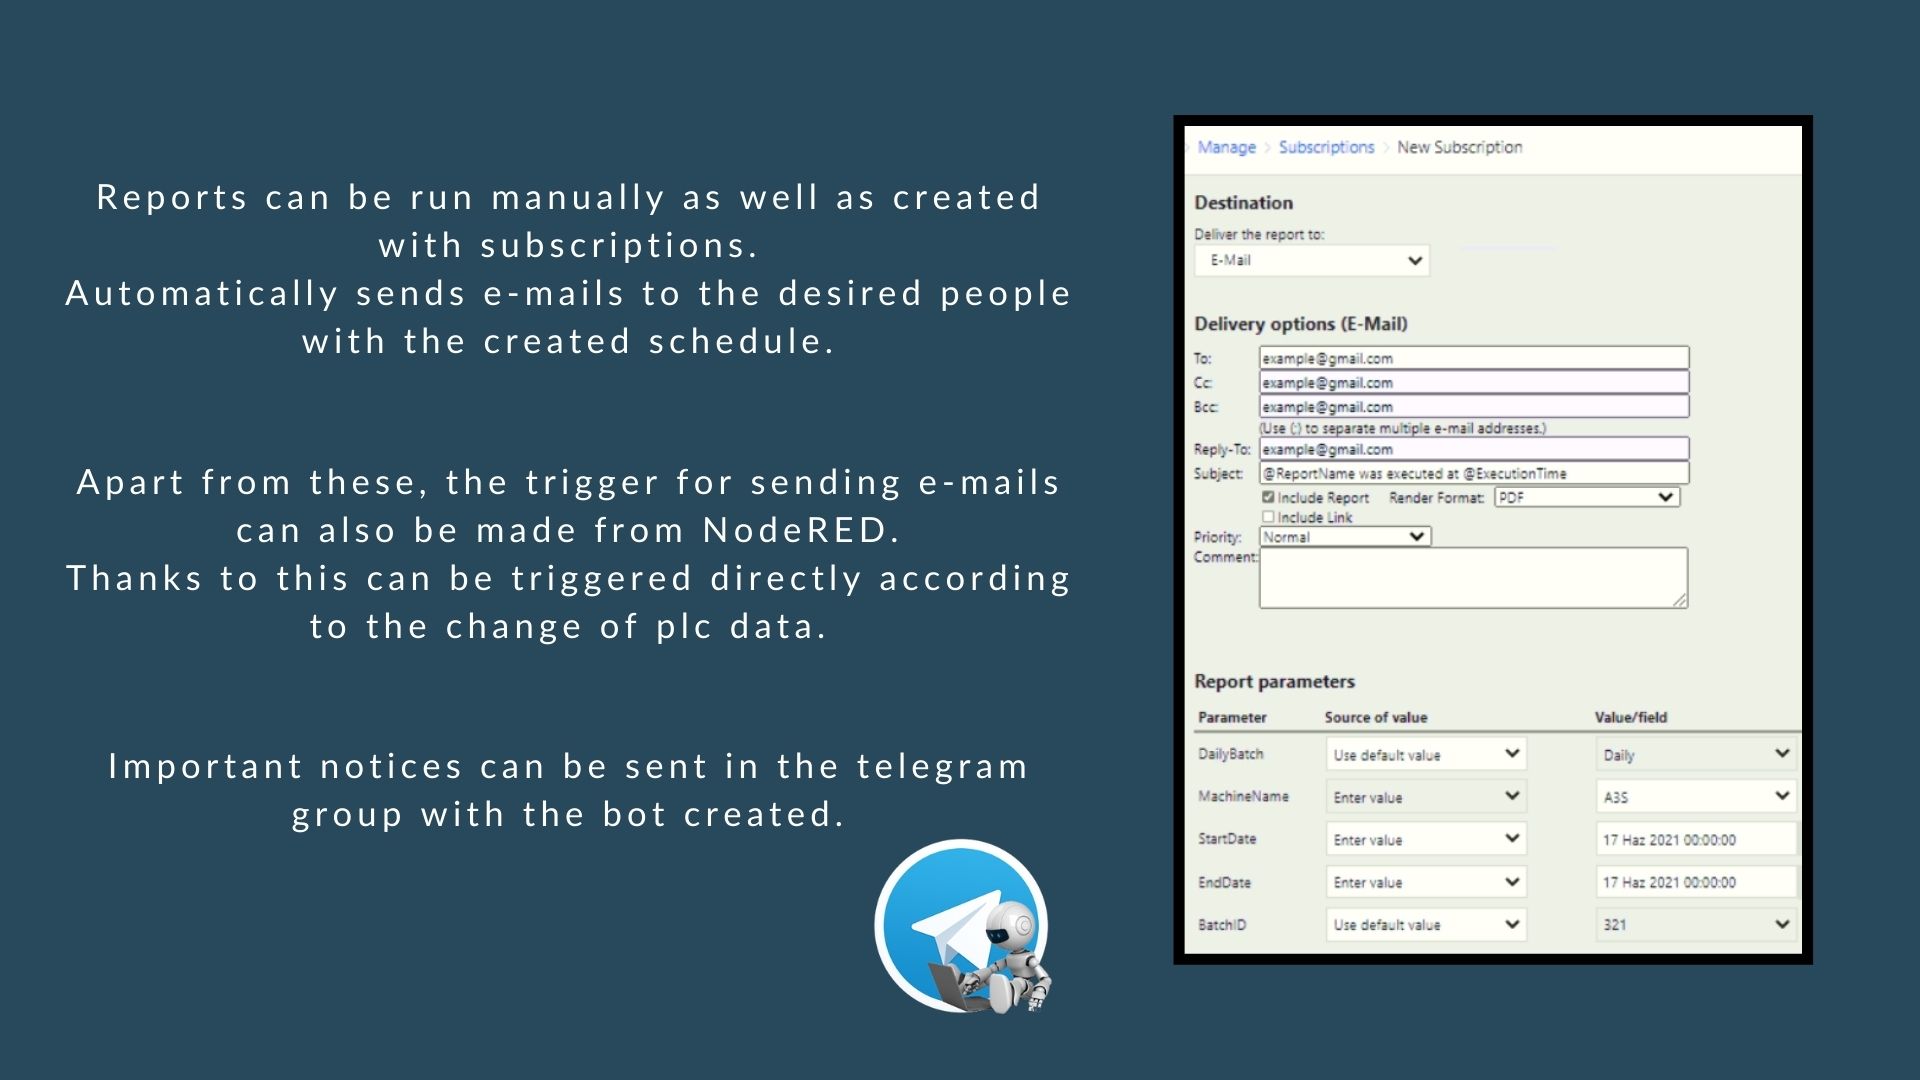 Reports can be run manually as well as created
with subscriptions.
Automatically sends e-mails to the desired people
with the created schedule.
Apart from these, the trigger for sending e-mails
can also be made from NodeRED.
Thanks to this can be triggered directly according
to the change of plc data.
Important notices can be sent in the telegram
group with the bot created.
Manage > Subscriptions > New Subscription
Destination
Deliver the report to:
E-Mail
Delivery options (E-Mail)
To: example@gmail.com
Cc: example@gmail.com
Bcc: example@gmail.com
(Use (;) to separate multiple e-mail addresses.)
Reply-To: example@gmail.com
Subject: @ReportName was executed at @ExecutionTime
Include Report Render Format: PDF
Include Link
Priority: Normal
Comment:
Report parameters
Parameter Source of value Value/field
DailyBatch Use default value Daily
MachineName Enter value A3S
StartDate Enter value 17 Haz 2021 00:00:00
EndDate Enter value 17 Haz 2021 00:00:00
BatchID Use default value 321